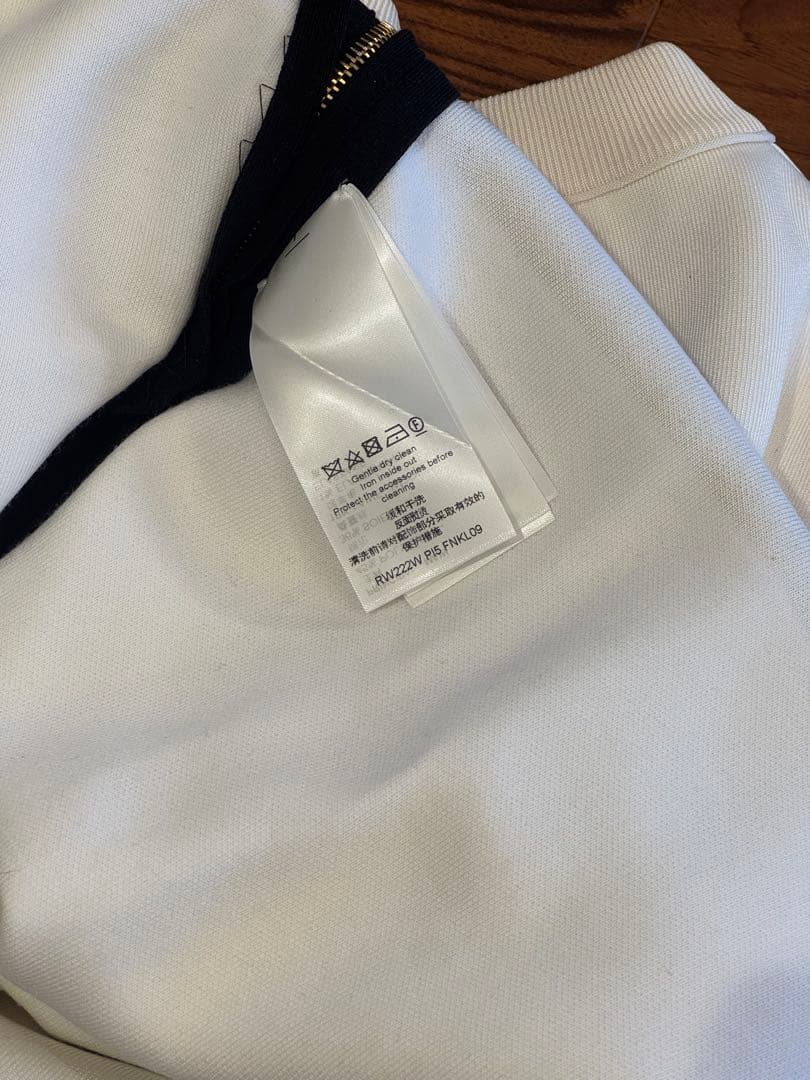 Gentle dry clean
Iron inside out
Protect the accessories before
cleaning
缓和干洗
反面熨烫
清洗前请对配饰部分采取有效的
保护措施
RW222W PI5 FNKL09